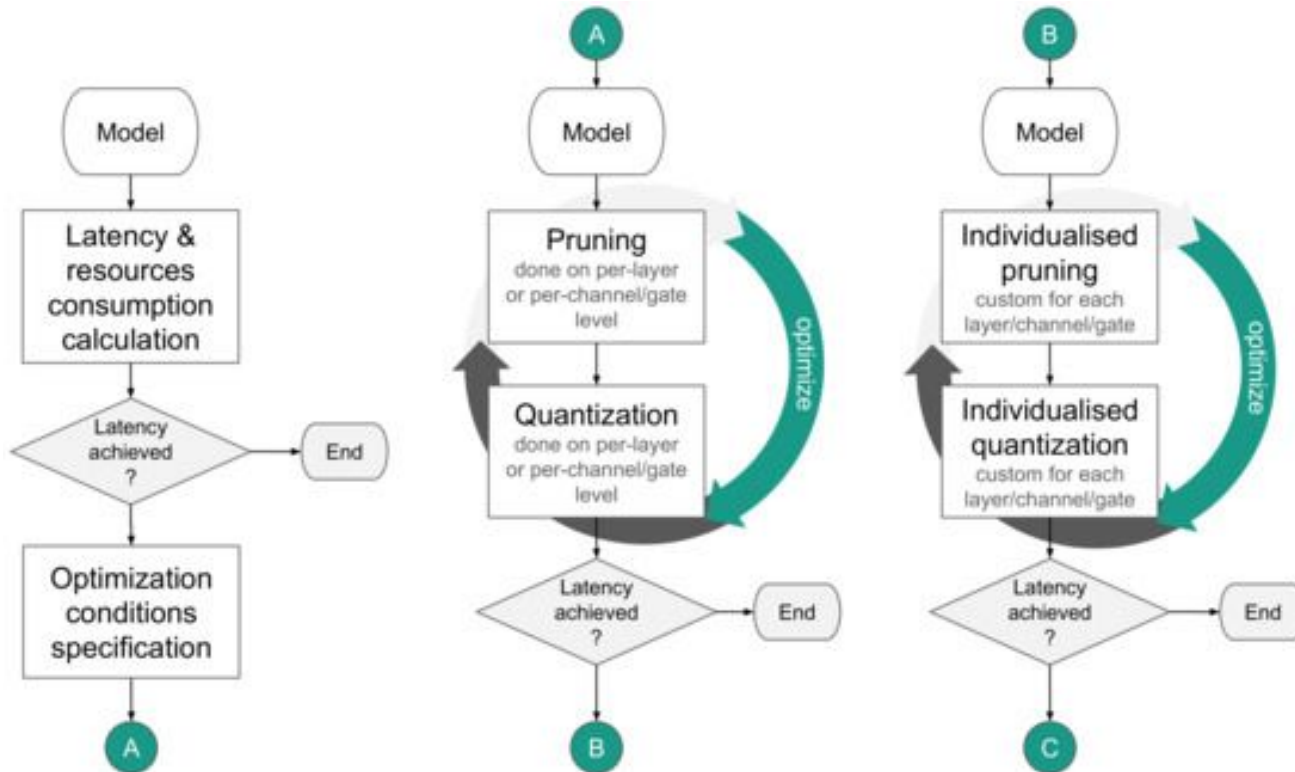 Model
Latency &
resources
consumption
calculation
Latency
achieved
?
End
Optimization
conditions
specification
A
A
Model
Pruning
done on per-layer
or per-channel/gate
level
optimize
Quantization
done on per-layer
or per-channel/gate
level
Latency
achieved
?
End
B
B
Model
Individualised
pruning
custom for each
layer/channel/gate
optimize
Individualised
quantization
custom for each
layer/channel/gate
Latency
achieved
?
End
C